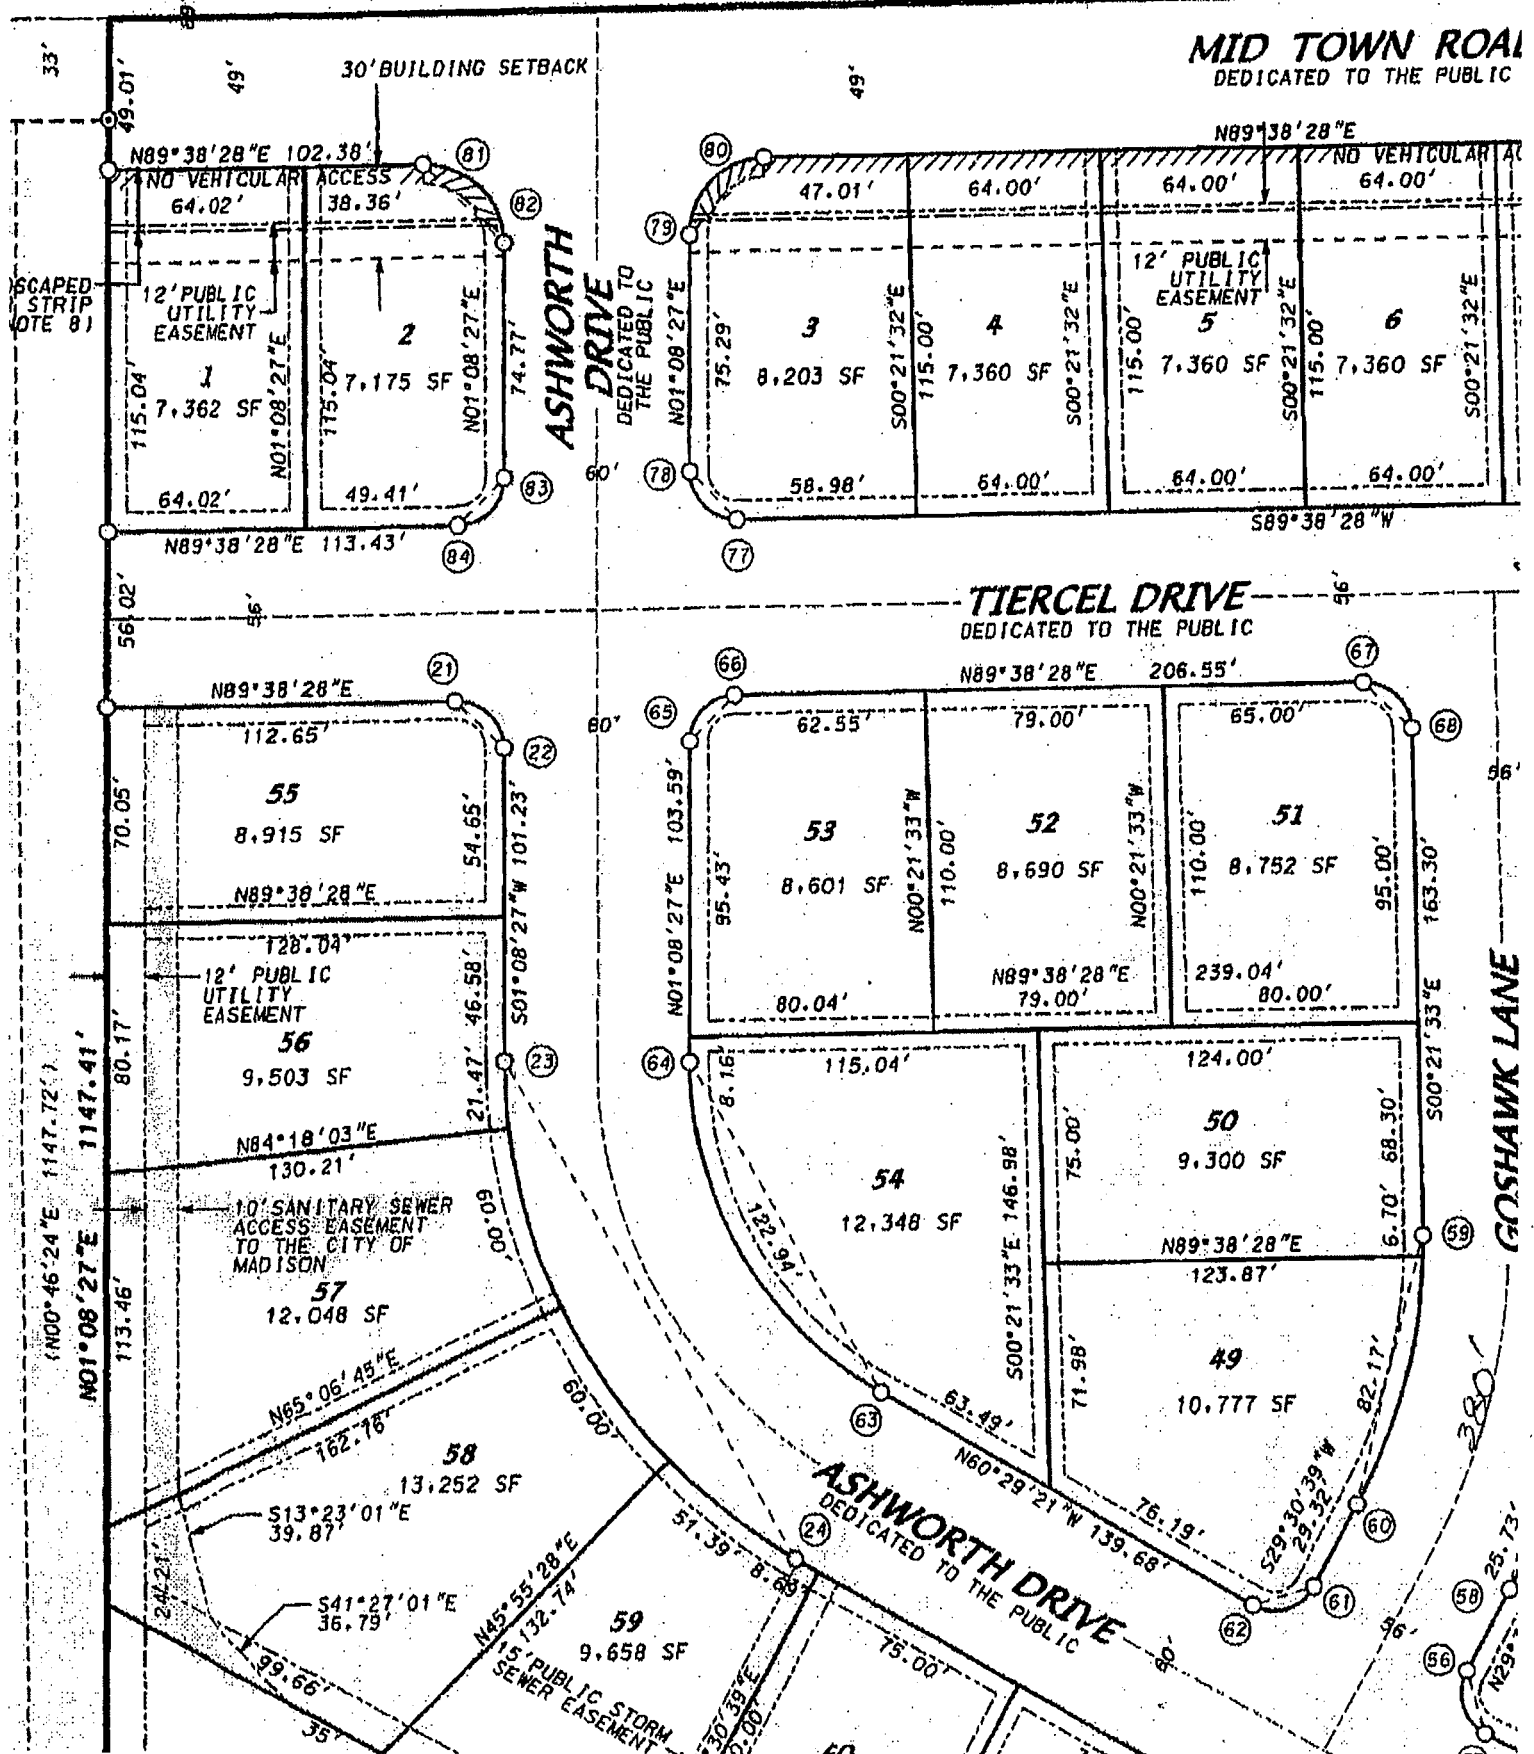 MID TOWN ROAD
DEDICATED TO THE PUBLIC
33'
49.01'
49'
30' BUILDING SETBACK
49'
N89°38'28"E 102.38'
81
80
N89°38'28"E
NO VEHICULAR ACCESS
NO VEHICULAR AC
64.02'
38.36'
82
79
47.01'
64.00'
64.00'
64.00'
SCAPED
STRIP
OTE 8)
12' PUBLIC
UTILITY
EASEMENT
ASHWORTH
DRIVE
DEDICATED TO
THE PUBLIC
12' PUBLIC
UTILITY
EASEMENT
1
7,362 SF
115.04'
N01°08'27"E
2
7,175 SF
115.04'
N01°08'27"E
74.77'
N01°08'27"E
75.29'
3
8,203 SF
S00°21'32"E
115.00'
4
7,360 SF
S00°21'32"E
115.00'
5
7,360 SF
S00°21'32"E
115.00'
6
7,360 SF
S00°21'32"E
64.02'
49.41'
83
60'
78
58.98'
64.00'
64.00'
64.00'
N89°38'28"E 113.43'
84
77
S89°38'28"W
56.02'
56'
TIERCEL DRIVE
DEDICATED TO THE PUBLIC
56'
N89°38'28"E
21
66
N89°38'28"E 206.55'
67
112.65'
22
60'
65
62.55'
79.00'
65.00'
68
56'
70.05'
55
8,915 SF
54.65'
S01°08'27"W 101.23'
N01°08'27"E 103.59'
95.43'
53
8,601 SF
N00°21'33"W
110.00'
52
8,690 SF
N00°21'33"W
110.00'
51
8,752 SF
95.00'
163.30'
N89°38'28"E
128.04'
12' PUBLIC
UTILITY
EASEMENT
46.58'
80.04'
N89°38'28"E 239.04'
79.00'
80.00'
S00°21'33"E
GOSHAWK LANE
80.17'
56
9,503 SF
21.47'
23
64
8.16'
115.04'
124.00'
N84°18'03"E
130.21'
75.00'
50
9,300 SF
68.30'
(N00°46'24"E 1147.72')
N01°08'27"E 1147.41'
10' SANITARY SEWER
ACCESS EASEMENT
TO THE CITY OF
MADISON
60.00'
54
12,348 SF
122.94'
S00°21'33"E 146.98'
N89°38'28"E
6.70'
59
123.87'
113.46'
57
12,048 SF
N65°06'45"E
162.76'
60.00'
71.98'
49
10,777 SF
82.17'
380'
63
63.49'
58
13,252 SF
S13°23'01"E
39.87'
N60°29'21"W 139.68'
76.19'
S29°30'39"W
29.32'
60
51.39'
24
8.63'
ASHWORTH DRIVE
DEDICATED TO THE PUBLIC
61
62
25.73'
58
24.21'
S41°27'01"E
36.79'
N45°55'28"E
132.74'
59
9,658 SF
15' PUBLIC STORM
SEWER EASEMENT
75.00'
56'
56
99.66'
35'